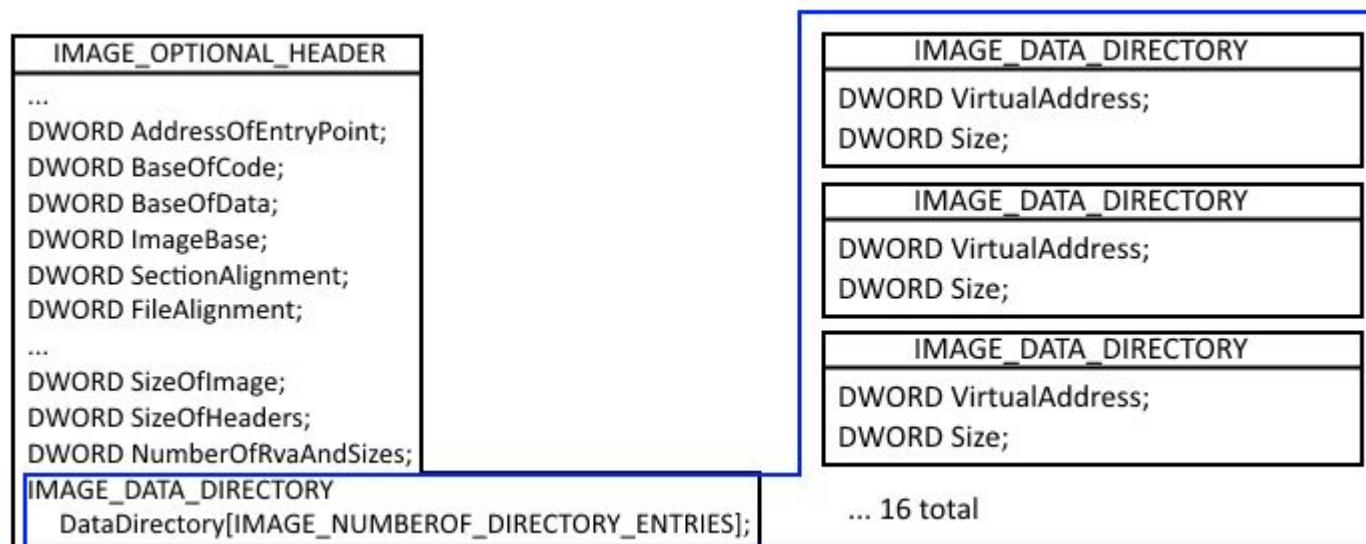 IMAGE_OPTIONAL_HEADER
...
DWORD AddressOfEntryPoint;
DWORD BaseOfCode;
DWORD BaseOfData;
DWORD ImageBase;
DWORD SectionAlignment;
DWORD FileAlignment;
...
DWORD SizeOfImage;
DWORD SizeOfHeaders;
DWORD NumberOfRvaAndSizes;
IMAGE_DATA_DIRECTORY
DataDirectory[IMAGE_NUMBEROF_DIRECTORY_ENTRIES];
IMAGE_DATA_DIRECTORY
DWORD VirtualAddress;
DWORD Size;
IMAGE_DATA_DIRECTORY
DWORD VirtualAddress;
DWORD Size;
IMAGE_DATA_DIRECTORY
DWORD VirtualAddress;
DWORD Size;
... 16 total